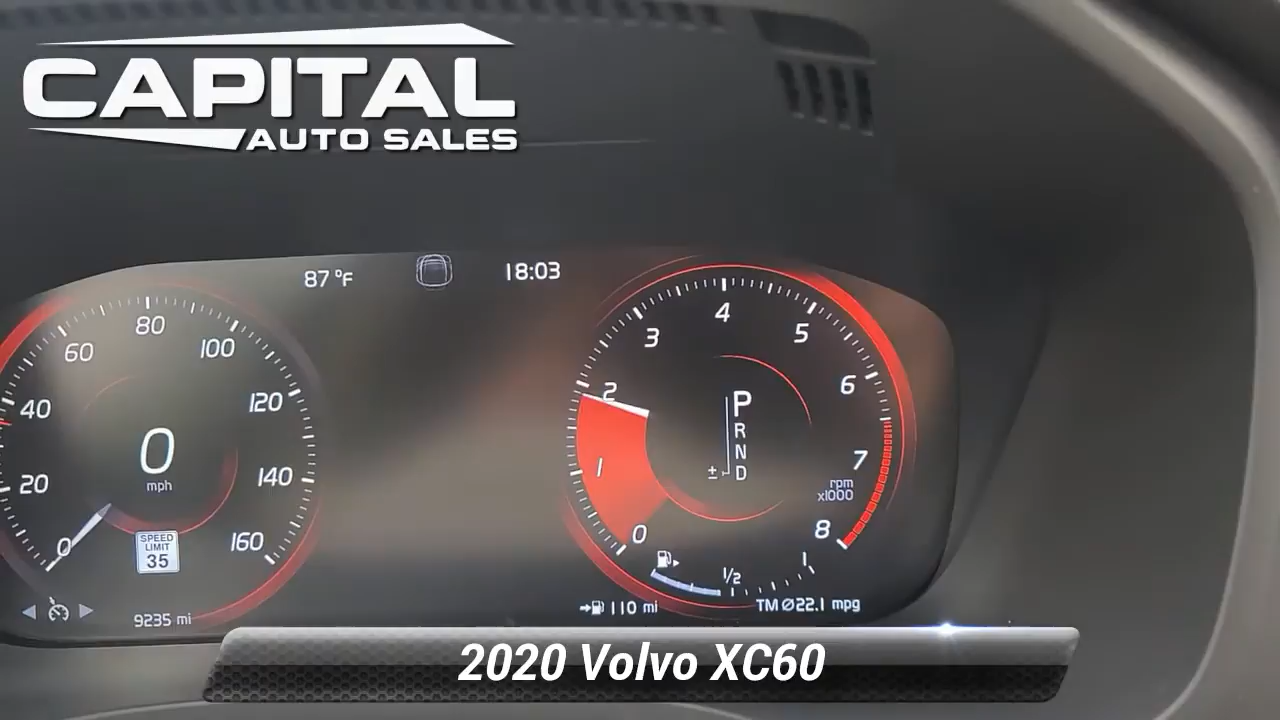 CAPITAL
AUTO SALES
87 °F
18:03
0
20
40
60
80
100
120
140
160
0
mph
SPEED
LIMIT
35
9235 mi
0
1
2
3
4
5
6
7
8
rpm
x1000
P
R
N
± D
1/2
1
110 mi
TM Ø22.1 mpg
2020 Volvo XC60